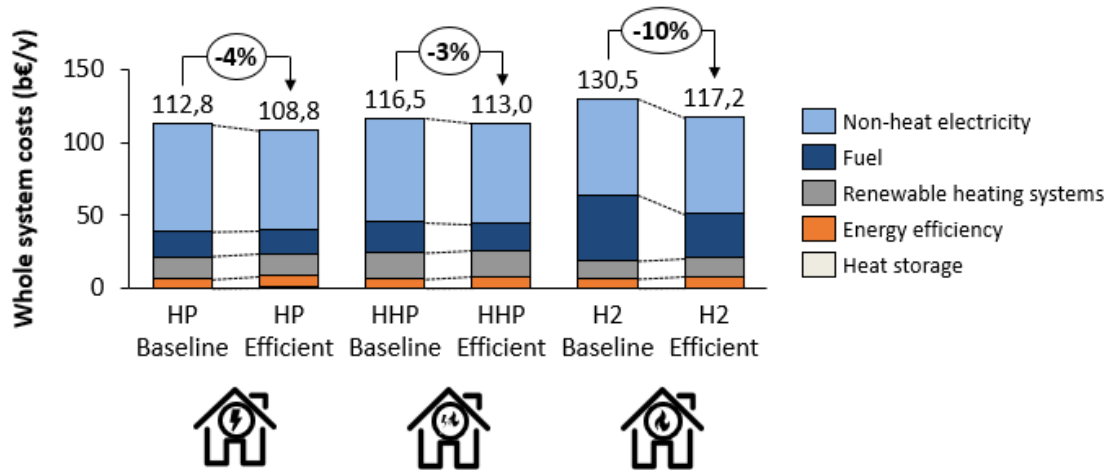 -4%
-3%
-10%
Whole system costs (b€/y)
150
100
50
0
112,8
108,8
116,5
113,0
130,5
117,2
Non-heat electricity
Fuel
Renewable heating systems
Energy efficiency
Heat storage
HP
Baseline
HP
Efficient
HHP
Baseline
HHP
Efficient
H2
Baseline
H2
Efficient